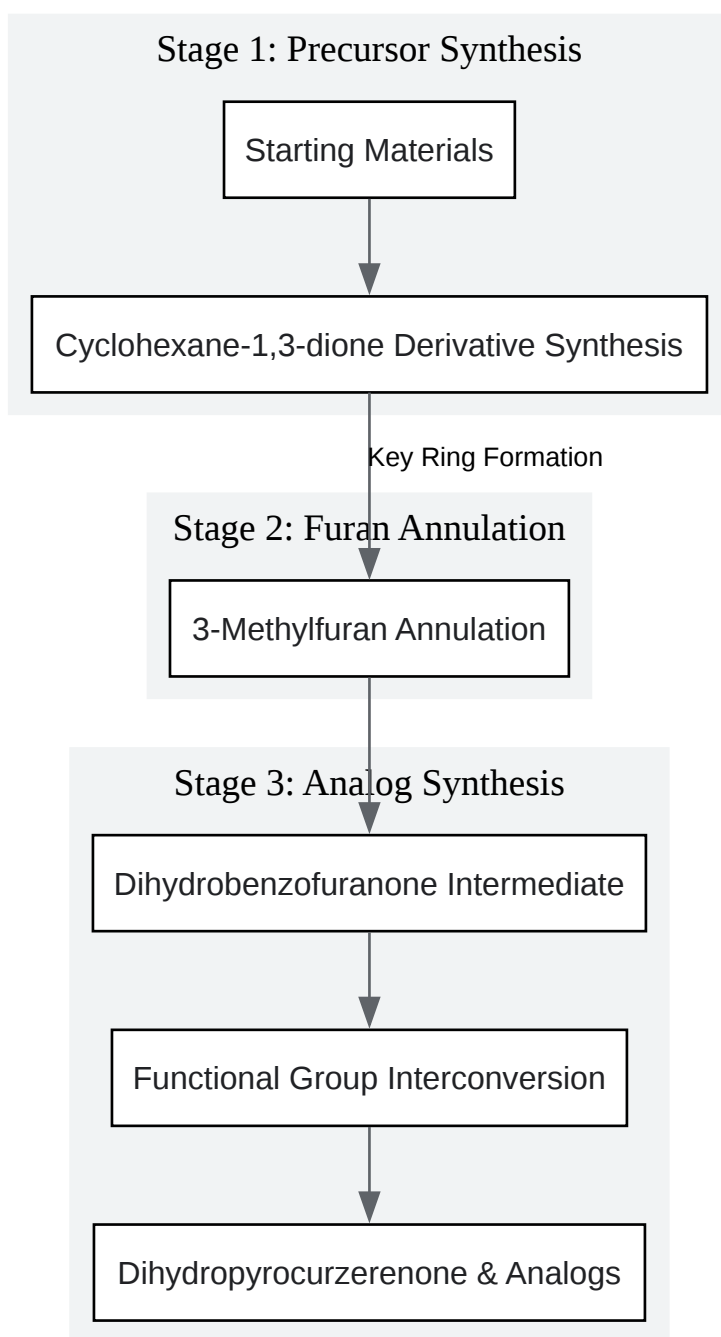 Stage 1: Precursor Synthesis
Starting Materials
Cyclohexane-1,3-dione Derivative Synthesis
Key Ring Formation
Stage 2: Furan Annulation
3-Methylfuran Annulation
Stage 3: Analog Synthesis
Dihydrobenzofuranone Intermediate
Functional Group Interconversion
Dihydropyrocurzerenone & Analogs